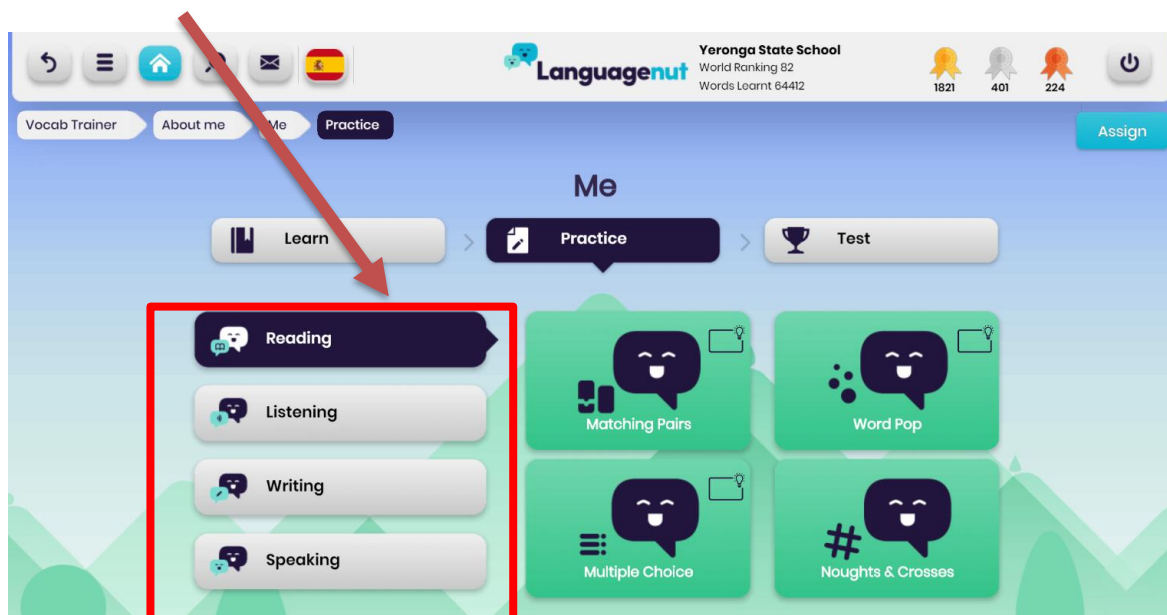 Languagenut
Yeronga State School
World Ranking 82
Words Learnt 64412
1821
401
224
Vocab Trainer
About me
Me
Practice
Assign
Me
Learn
Practice
Test
Reading
Listening
Writing
Speaking
Matching Pairs
Word Pop
Multiple Choice
Noughts & Crosses